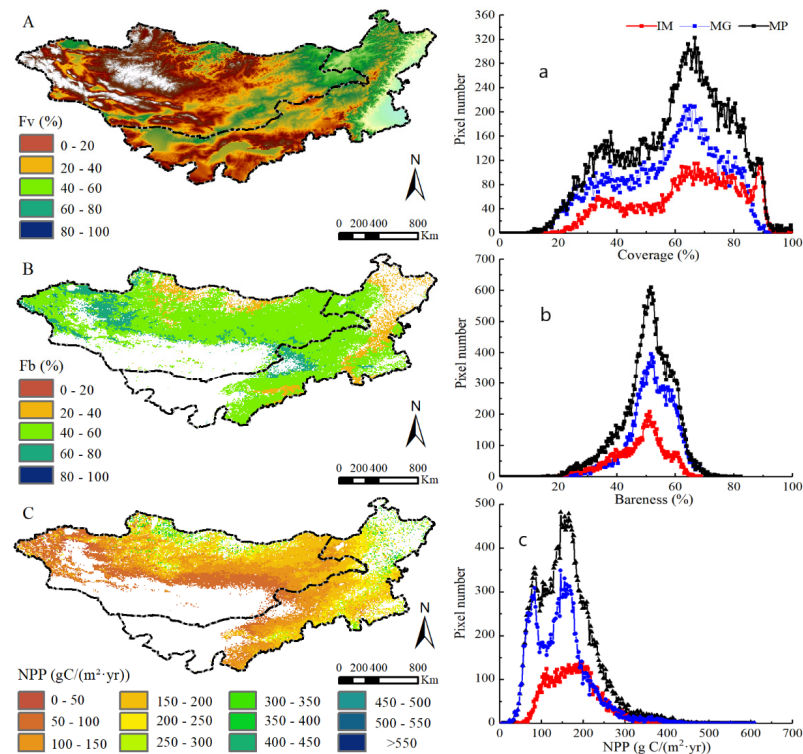 A
Fv (%)
0 - 20
20 - 40
40 - 60
60 - 80
80 - 100
N
0 200400 800
Km
a
IM MG MP
Pixel number
360
320
280
240
200
160
120
80
40
0
0 20 40 60 80 100
Coverage (%)
B
Fb (%)
0 - 20
20 - 40
40 - 60
60 - 80
80 - 100
N
0 200400 800
Km
b
Pixel number
700
600
500
400
300
200
100
0
0 20 40 60 80 100
Bareness (%)
C
NPP (gC/(m²·yr))
0 - 50
50 - 100
100 - 150
150 - 200
200 - 250
250 - 300
300 - 350
350 - 400
400 - 450
450 - 500
500 - 550
>550
N
0 200400 800
Km
c
Pixel number
500
400
300
200
100
0
0 100 200 300 400 500 600 700 800
NPP (g C/(m²·yr)